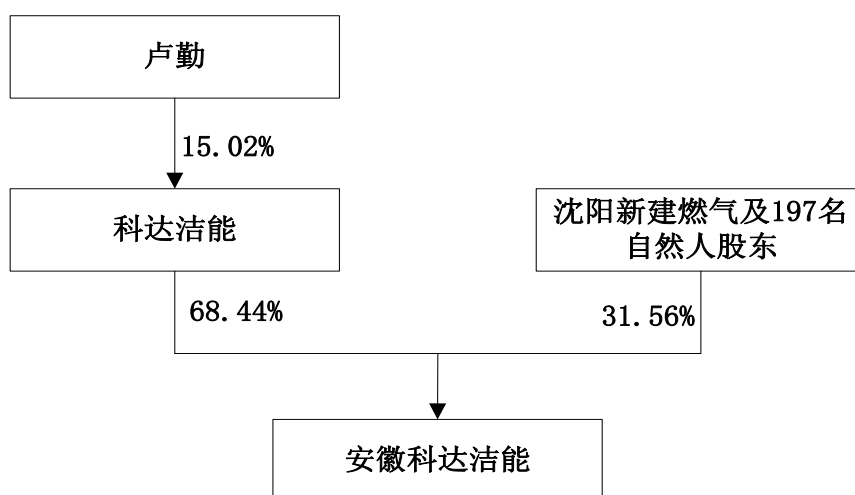 卢勤
15.02%
科达洁能
沈阳新建燃气及197名
自然人股东
68.44%
31.56%
安徽科达洁能